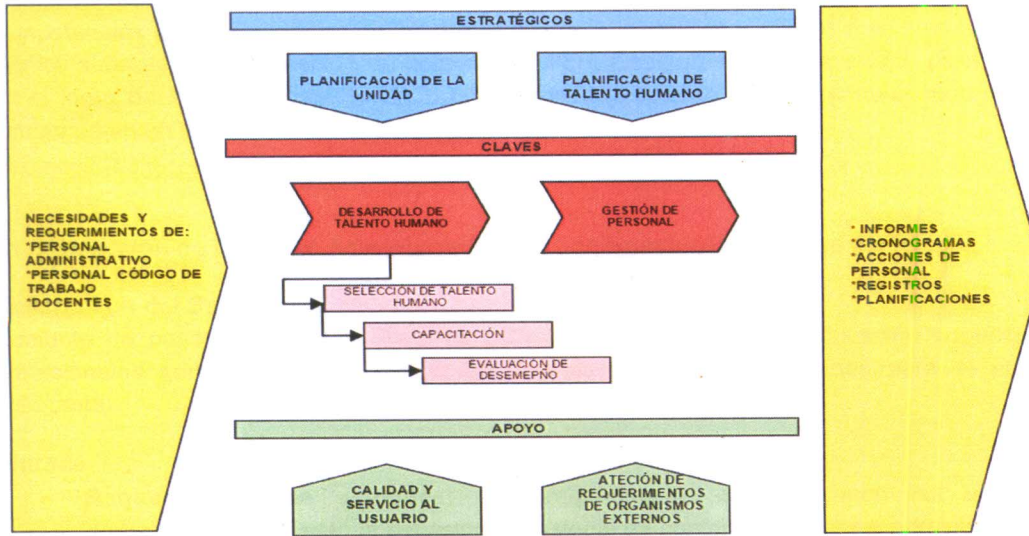 NECESIDADES Y
REQUERIMIENTOS DE:
*PERSONAL
ADMINISTRATIVO
*PERSONAL CÓDIGO DE
TRABAJO
*DOCENTES
ESTRATÉGICOS
PLANIFICACIÓN DE LA
UNIDAD
PLANIFICACIÓN DE
TALENTO HUMANO
CLAVES
DESARROLLO DE
TALENTO HUMANO
GESTIÓN DE
PERSONAL
SELECCIÓN DE TALENTO
HUMANO
CAPACITACIÓN
EVALUACIÓN DE
DESEMEPÑO
APOYO
CALIDAD Y
SERVICIO AL
USUARIO
ATECIÓN DE
REQUERIMIENTOS
DE ORGANISMOS
EXTERNOS
* INFORMES
*CRONOGRAMAS
*ACCIONES DE
PERSONAL
*REGISTROS
*PLANIFICACIONES